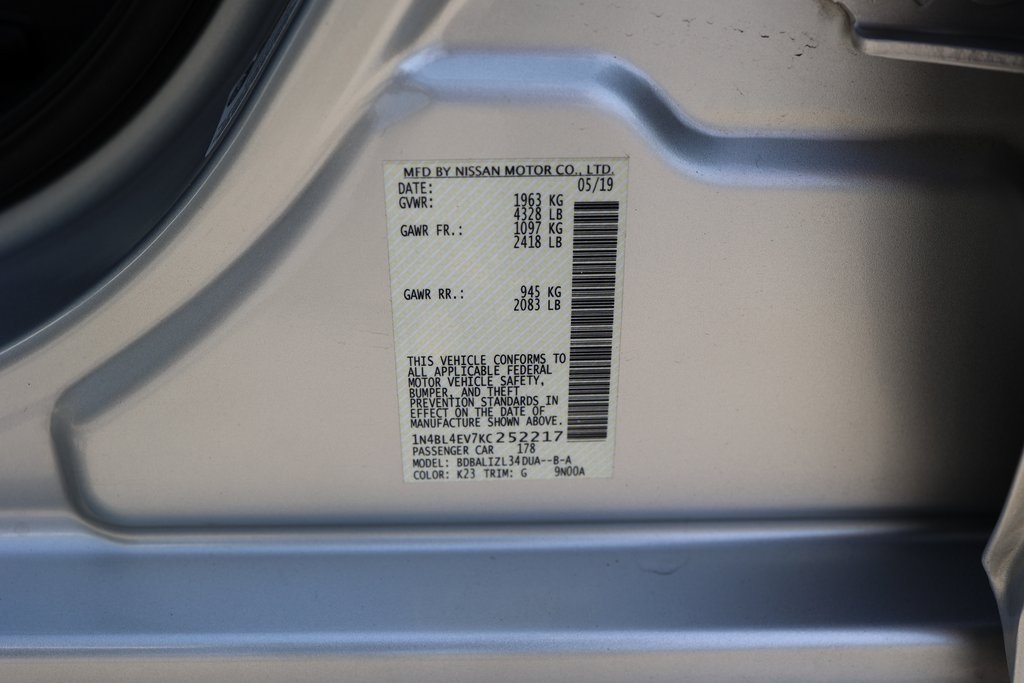 MFD BY NISSAN MOTOR CO., LTD.
DATE: 05/19
GVWR: 1963 KG
4328 LB
GAWR FR.: 1097 KG
2418 LB
GAWR RR.: 945 KG
2083 LB
THIS VEHICLE CONFORMS TO
ALL APPLICABLE FEDERAL
MOTOR VEHICLE SAFETY,
BUMPER, AND THEFT
PREVENTION STANDARDS IN
EFFECT ON THE DATE OF
MANUFACTURE SHOWN ABOVE.
1N4BL4EV7KC252217
PASSENGER CAR 178
MODEL: BDBALIZL34DUA--B-A
COLOR: K23 TRIM: G 9N00A